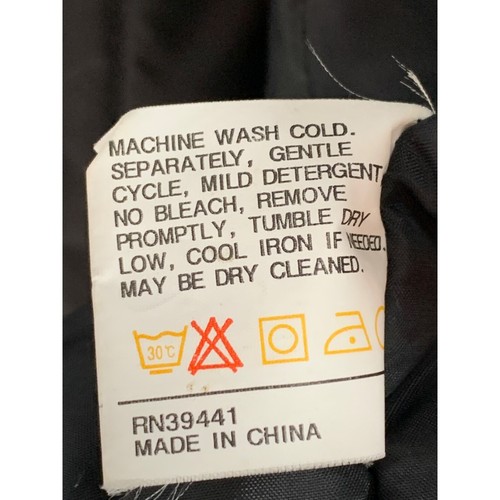 MACHINE WASH COLD.
SEPARATELY, GENTLE
CYCLE, MILD DETERGENT
NO BLEACH, REMOVE
PROMPTLY, TUMBLE DRY
LOW, COOL IRON IF NEEDED.
MAY BE DRY CLEANED.
30℃
RN39441
MADE IN CHINA